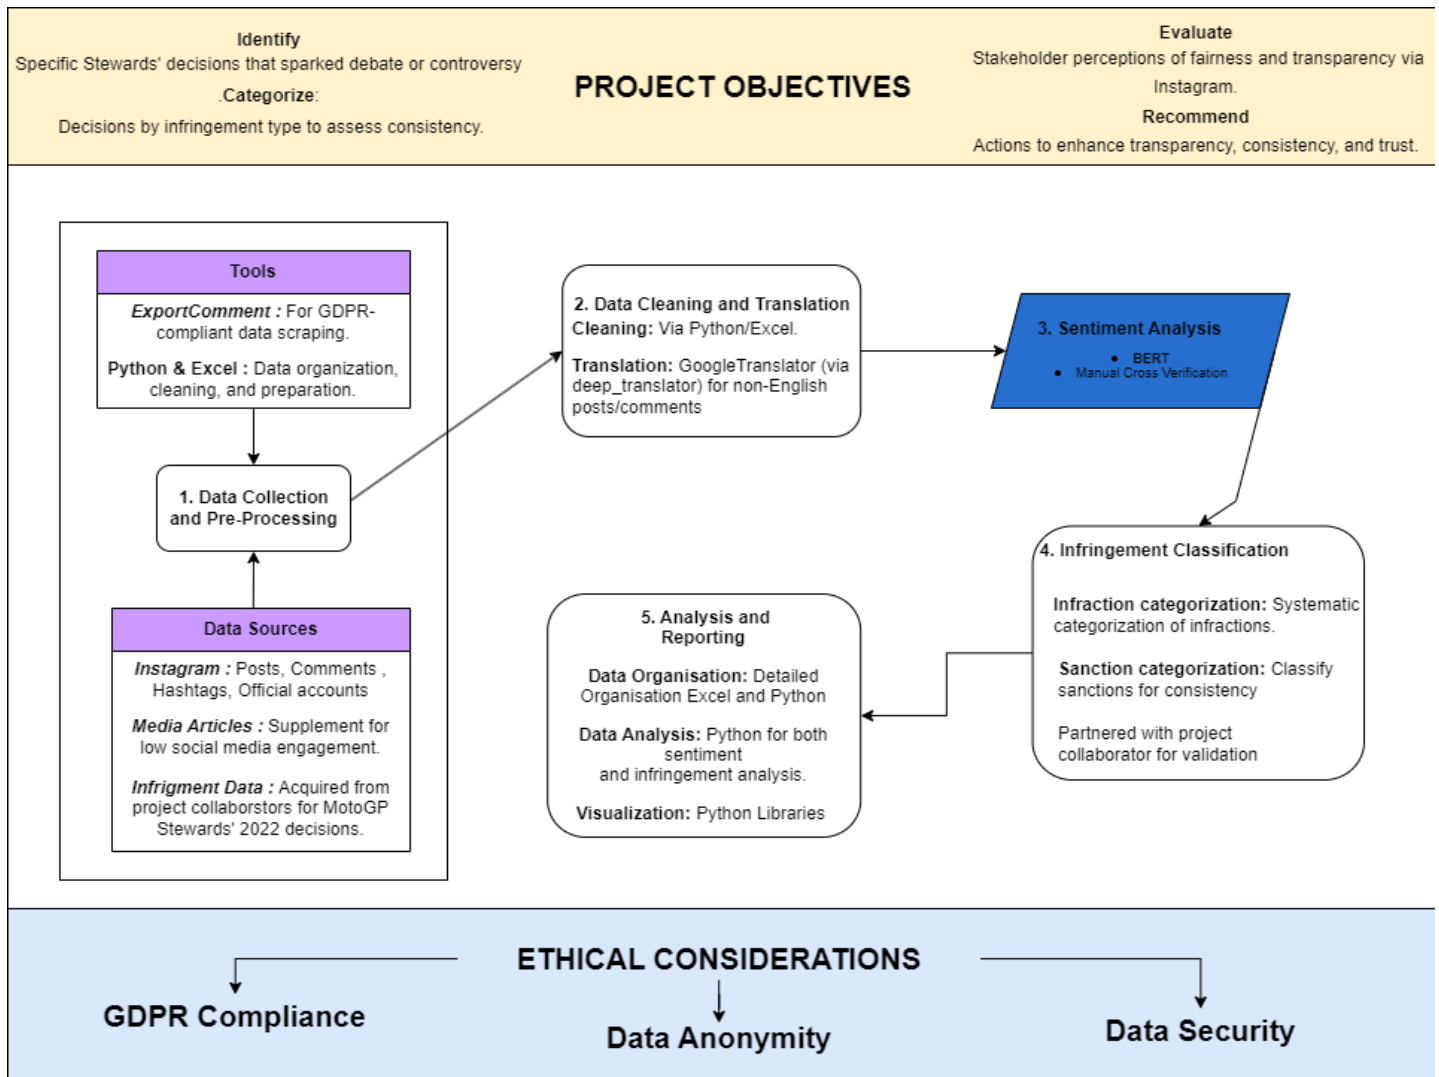 Identify
Specific Stewards' decisions that sparked debate or controversy
.Categorize:
Decisions by infringement type to assess consistency.
PROJECT OBJECTIVES
Evaluate
Stakeholder perceptions of fairness and transparency via
Instagram.
Recommend
Actions to enhance transparency, consistency, and trust.
Tools
ExportComment : For GDPR-
compliant data scraping.
Python & Excel : Data organization,
cleaning, and preparation.
1. Data Collection
and Pre-Processing
Data Sources
Instagram : Posts, Comments ,
Hashtags, Official accounts
Media Articles : Supplement for
low social media engagement.
Infrigment Data : Acquired from
project collaborstors for MotoGP
Stewards' 2022 decisions.
2. Data Cleaning and Translation
Cleaning: Via Python/Excel.
Translation: GoogleTranslator (via
deep_translator) for non-English
posts/comments
3. Sentiment Analysis
● BERT
● Manual Cross Verification
4. Infringement Classification
Infraction categorization: Systematic
categorization of infractions.
Sanction categorization: Classify
sanctions for consistency
Partnered with project
collaborator for validation
5. Analysis and
Reporting
Data Organisation: Detailed
Organisation Excel and Python
Data Analysis: Python for both
sentiment
and infringement analysis.
Visualization: Python Libraries
ETHICAL CONSIDERATIONS
GDPR Compliance
Data Anonymity
Data Security